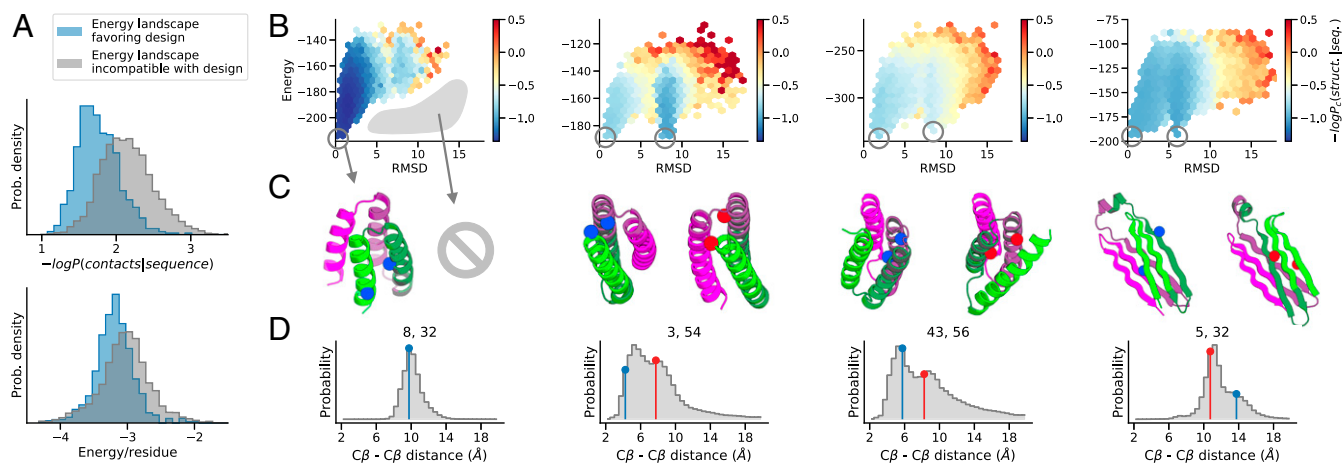 A
Energy landscape
favoring design
Energy landscape
incompatible with design
Prob. density
1 2 3
−logP(contacts|sequence)
Prob. density
−4 −3 −2
Energy/residue
B
Energy
−140
−160
−180
−200
0 5 10 15
RMSD
0.5
0.0
−0.5
−1.0
−120
−140
−160
−180
0 5 10 15
RMSD
0.5
0.0
−0.5
−1.0
−250
−300
0 5 10 15
RMSD
0.5
0.0
−0.5
−1.0
−75
−100
−125
−150
−175
−200
0 5 10 15
RMSD
0.5
0.0
−0.5
−1.0
−logPc(struct.|seq.)
C
D
8, 32
Probability
2 6 10 14 18
Cβ - Cβ distance (Å)
3, 54
Probability
2 6 10 14 18
Cβ - Cβ distance (Å)
43, 56
Probability
2 6 10 14 18
Cβ - Cβ distance (Å)
5, 32
Probability
2 6 10 14 18
Cβ - Cβ distance (Å)